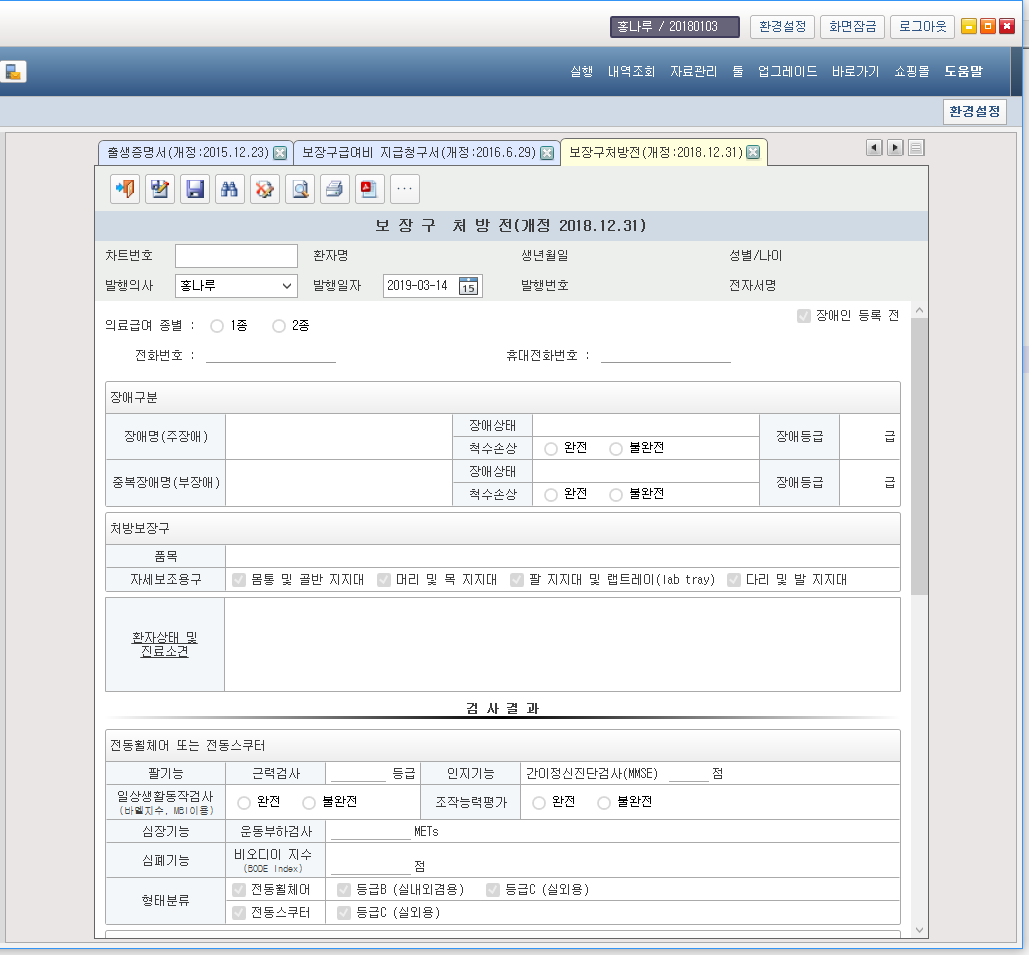 홍나루 / 20180103 환경설정 화면잠금 로그아웃
실행 내역조회 자료관리 툴 업그레이드 바로가기 쇼핑몰 도움말
환경설정
출생증명서(개정:2015.12.23) 보장구급여비 지급청구서(개정:2016.6.29) 보장구처방전(개정:2018.12.31)
보 장 구 처 방 전(개정 2018.12.31)
차트번호 환자명 생년월일 성별/나이
발행의사 홍나루 발행일자 2019-03-14 15 발행번호 전자서명
장애인 등록 전
의료급여 종별 : 1종 2종
전화번호 : 휴대전화번호 :
장애구분
장애명(주장애) 장애상태 장애등급 급
척수손상 완전 불완전
중복장애명(부장애) 장애상태 장애등급 급
척수손상 완전 불완전
처방보장구
품목
자세보조용구 몸통 및 골반 지지대 머리 및 목 지지대 팔 지지대 및 랩트레이(lab tray) 다리 및 발 지지대
환자상태 및
진료소견
검 사 결 과
전동휠체어 또는 전동스쿠터
팔기능 근력검사 등급 인지기능 간이정신진단검사(MMSE) 점
일상생활동작검사 완전 불완전 조작능력평가 완전 불완전
(바델지수, MBI이용)
심장기능 운동부하검사 METs
심폐기능 비오디이 지수 점
(BODE Index)
형태분류 전동휠체어 등급B (실내외겸용) 등급C (실외용)
전동스쿠터 등급C (실외용)